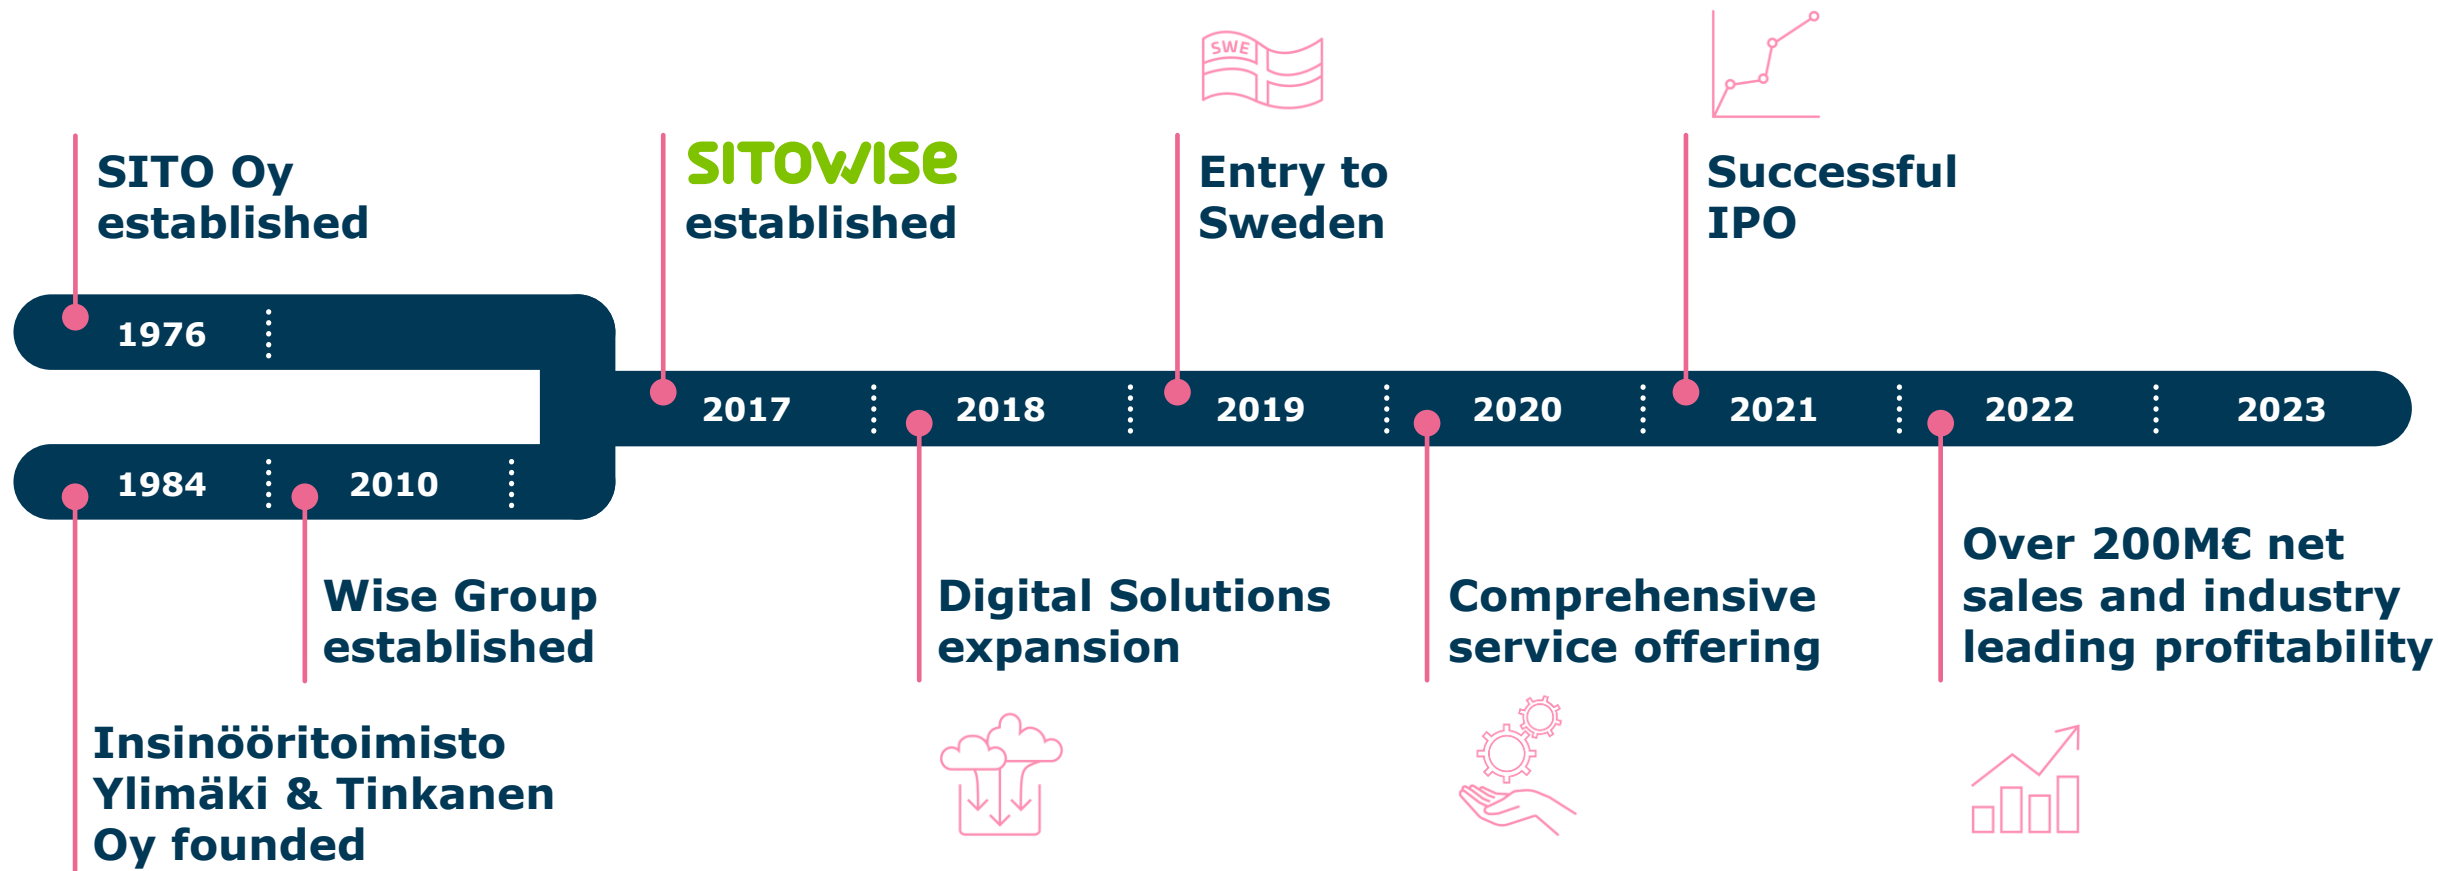 SWE
SITO Oy
established
SITOWISE
established
Entry to
Sweden
Successful
IPO
1976
2017
2018
2019
2020
2021
2022
2023
1984
2010
Wise Group
established
Digital Solutions
expansion
Comprehensive
service offering
Over 200M€ net
sales and industry
leading profitability
Insinööritoimisto
Ylimäki & Tinkanen
Oy founded